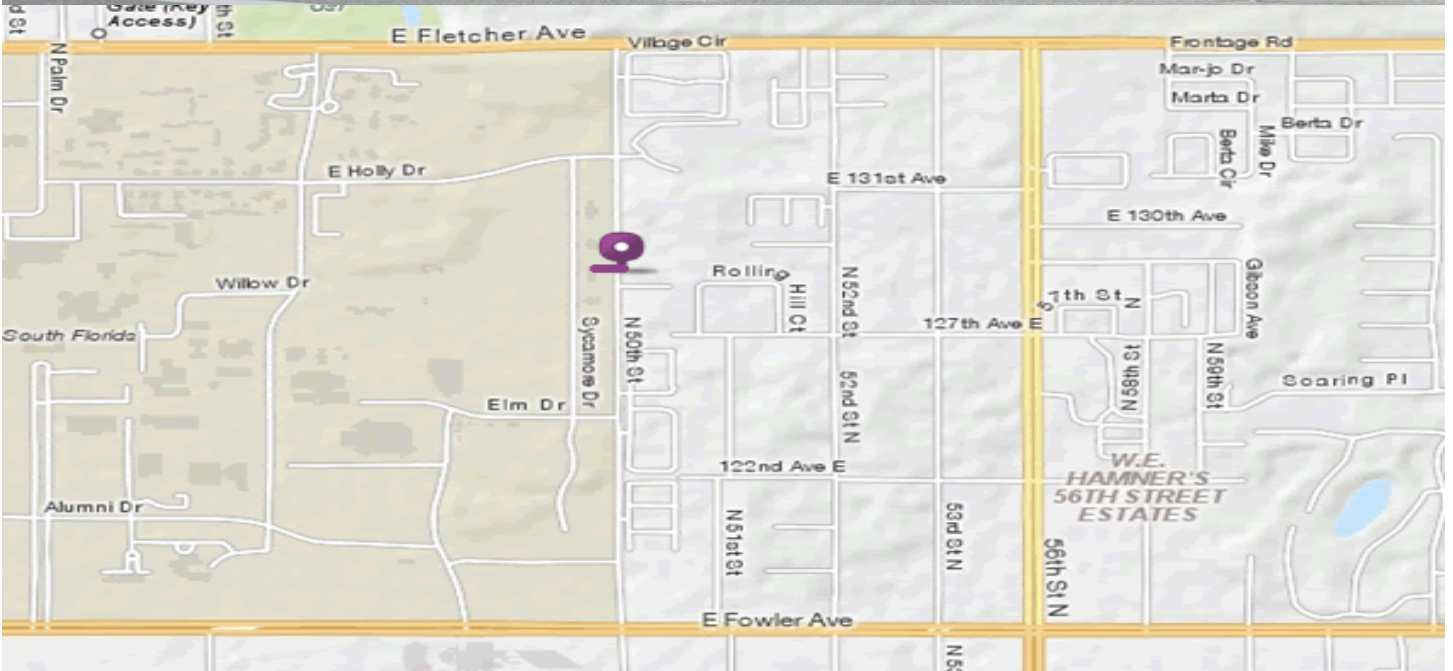 Gate (Key
Access)
E Fletcher Ave
Village Cir
Frontage Rd
N Palm Dr
Mar-jo Dr
Marta Dr
Berta Dr
Mike Dr
Berta Cir
E Holly Dr
E 131st Ave
E 130th Ave
Willow Dr
Rolling
Hill Ct
N 52nd St
Gibson Ave
South Florida
Sycamore Dr
N 50th St
127th Ave E
N 59th St
Soaring Pl
Elm Dr
52nd St N
122nd Ave E
W.E.
HAMNER'S
56TH STREET
ESTATES
Alumni Dr
N 51st St
53rd St N
56th St N
E Fowler Ave